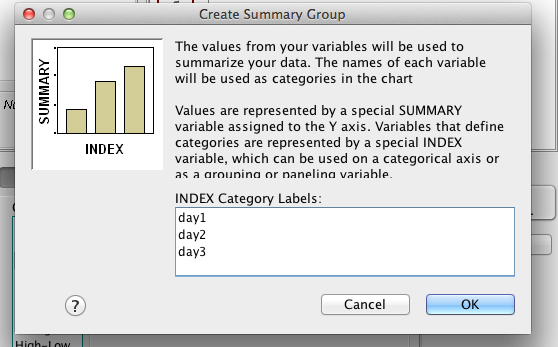 Create Summary Group
SUMMARY
INDEX
The values from your variables will be used to
summarize your data. The names of each variable
will be used as categories in the chart
Values are represented by a special SUMMARY
variable assigned to the Y axis. Variables that define
categories are represented by a special INDEX
variable, which can be used on a categorical axis or
as a grouping or paneling variable.
INDEX Category Labels:
day1
day2
day3
?
Cancel
OK
High-Low